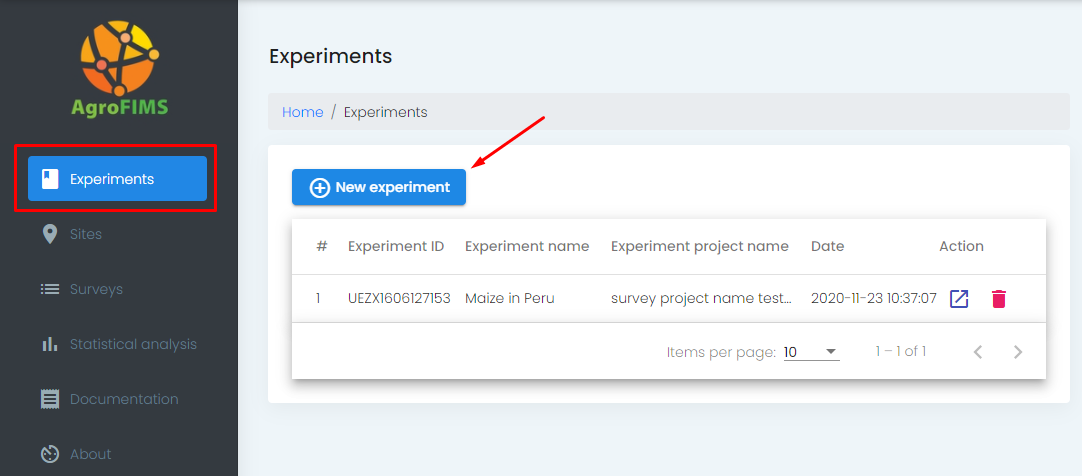 AgroFIMS
Experiments
Sites
Surveys
Statistical analysis
Documentation
About
Experiments
Home / Experiments
New experiment
# Experiment ID Experiment name Experiment project name Date Action
1 UEZX1606127153 Maize in Peru survey project name test... 2020-11-23 10:37:07
Items per page: 10 1 – 1 of 1